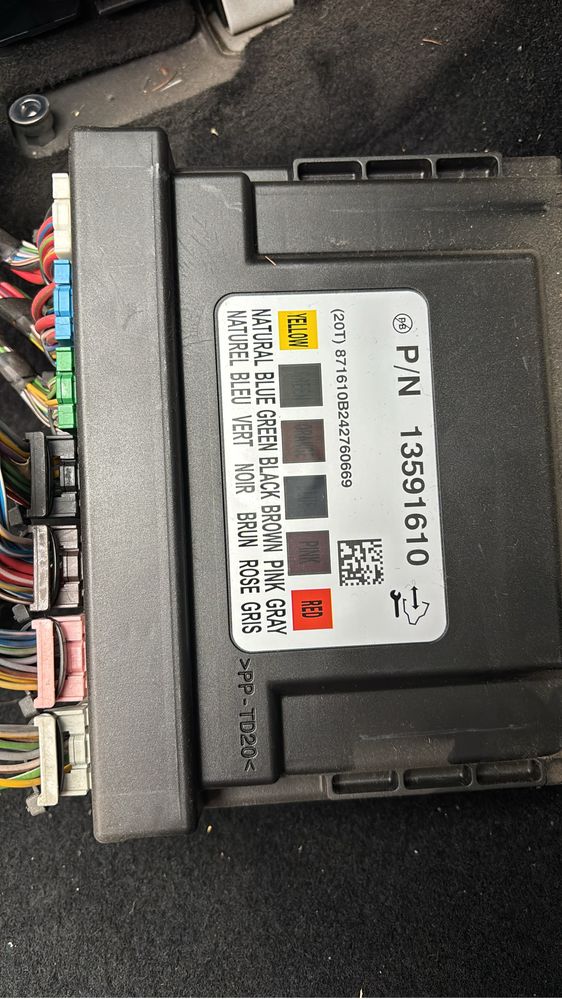 P/N 13591610
(20T) 871610B242760669
YELLOW PINK RED
NATURAL BLUE GREEN BLACK BROWN PINK GRAY
NATUREL BLEU VERT NOIR BRUN ROSE GRIS
>PP-TD20<